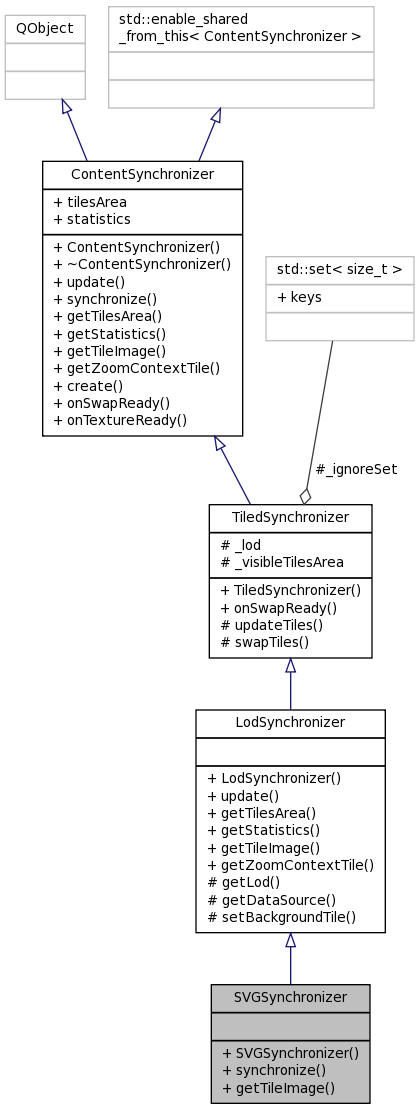 QObject
std::enable_shared
_from_this< ContentSynchronizer >
ContentSynchronizer
+ tilesArea
+ statistics
+ ContentSynchronizer()
+ ~ContentSynchronizer()
+ update()
+ synchronize()
+ getTilesArea()
+ getStatistics()
+ getTileImage()
+ getZoomContextTile()
+ create()
+ onSwapReady()
+ onTextureReady()
std::set< size_t >
+ keys
#_ignoreSet
TiledSynchronizer
# _lod
# _visibleTilesArea
+ TiledSynchronizer()
+ onSwapReady()
# updateTiles()
# swapTiles()
LodSynchronizer
+ LodSynchronizer()
+ update()
+ getTilesArea()
+ getStatistics()
+ getTileImage()
+ getZoomContextTile()
# getLod()
# getDataSource()
# setBackgroundTile()
SVGSynchronizer
+ SVGSynchronizer()
+ synchronize()
+ getTileImage()